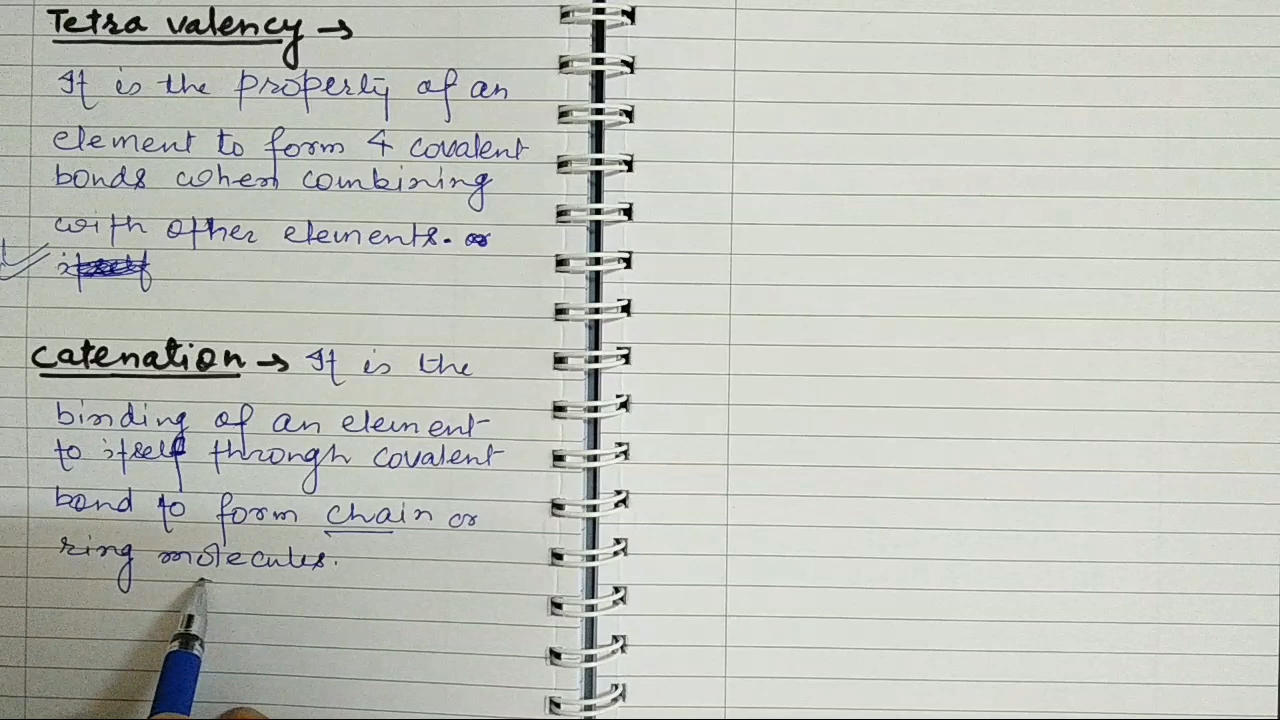 Tetra valency →
It is the property of an
element to form 4 covalent
bonds when combining
with other elements. or
itself
Catenation → It is the
binding of an element
to itself through covalent
bond to form chain or
ring molecules.